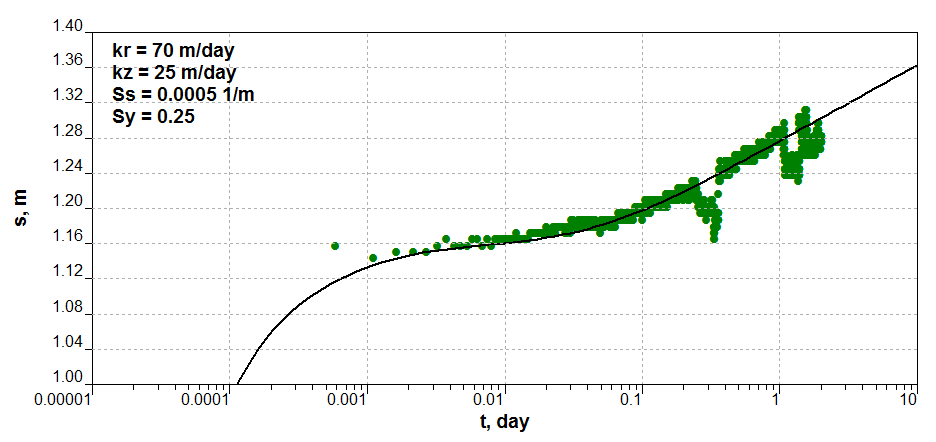 1.40
kr = 70 m/day
1.36
kz = 25 m/day
1.32
Ss = 0.0005 1/m
Sy = 0.25
1.28
1.24
1.20
s, m
1.16
1.12
1.08
1.04
1.00
0.00001 0.0001 0.001 0.01 0.1 1 10
t, day